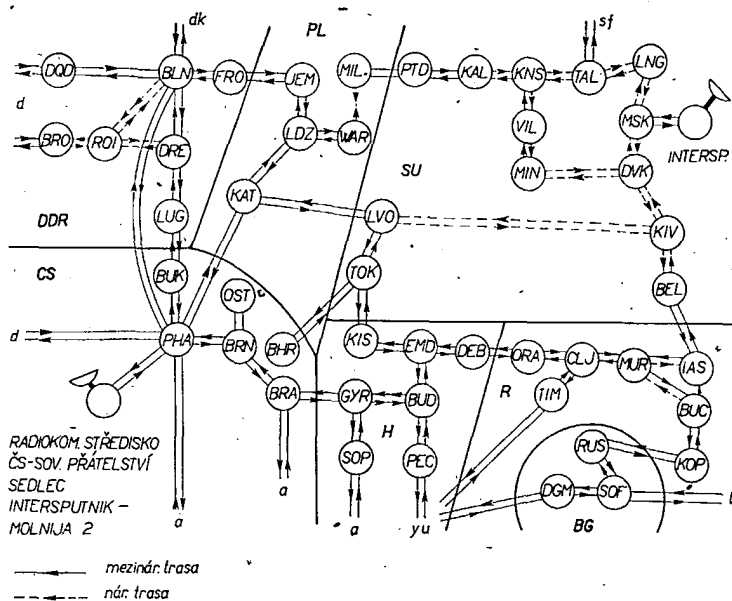 dk
PL
sf
DQD
BLN
FRO
JEM
MIL
PTD
KAL
KNS
TAL
LNG
d
BRO
ROI
DRE
LDZ
WAR
VIL
MSK
INTERSP.
SU
MIN
DVK
KAT
LUG
LVO
KIV
DDR
CS
BUK
OST
TOK
BEL
d
PHA
BRN
BHR
KIS
EMD
DEB
ORA
CLJ
MUR
IAS
BRA
GYR
BUD
R
TIM
BUC
H
RUS
KOP
SOP
PEC
DGM
SOF
BG
a
a
a
yu
RADIOKOM. STŘEDISKO
ČS-SOV. PŘÁTELSTVÍ
SEDLEC
INTERSPUTNIK –
MOLNIJA 2
mezinár. trasa
nár. trasa